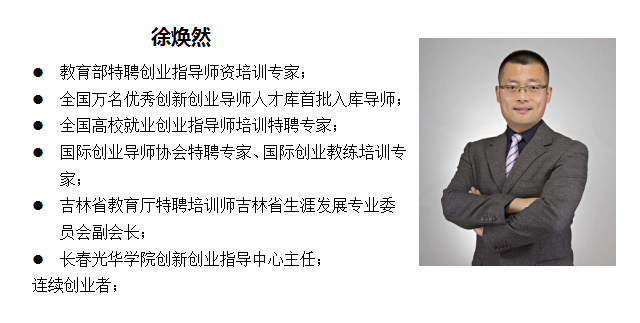 徐焕然
● 教育部特聘创业指导师资培训专家；
● 全国万名优秀创新创业导师人才库首批入库导师；
● 全国高校就业创业指导师培训特聘专家；
● 国际创业导师协会特聘专家、国际创业教练培训专
家；
● 吉林省教育厅特聘培训师吉林省生涯发展专业委
员会副会长；
● 长春光华学院创新创业指导中心主任；
连续创业者；